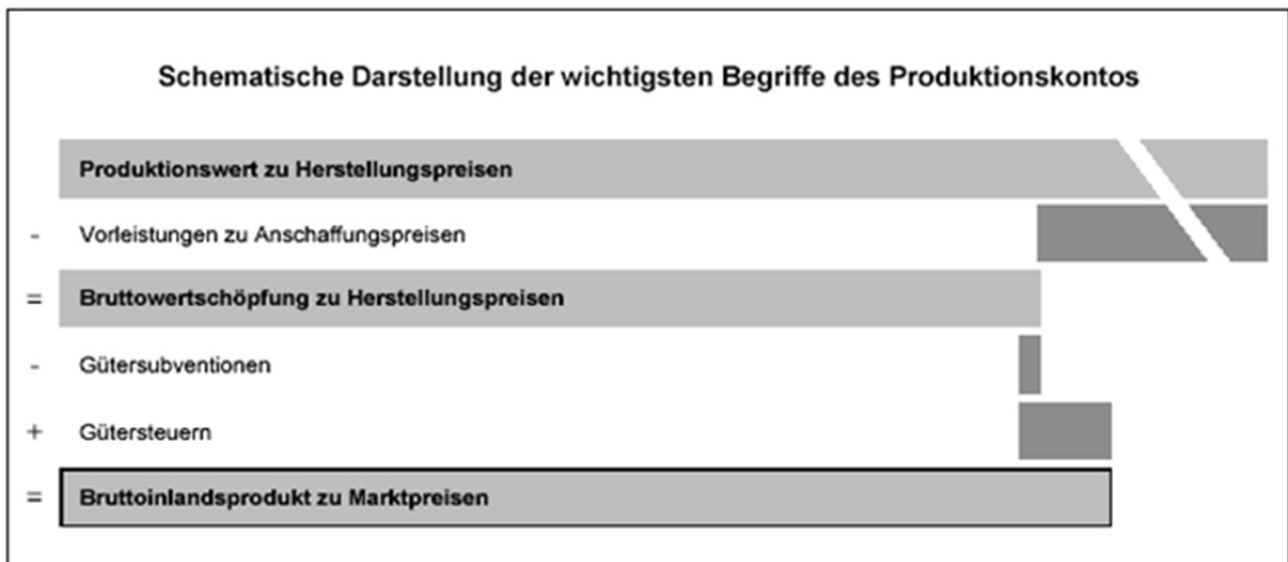 Schematische Darstellung der wichtigsten Begriffe des Produktionskontos
Produktionswert zu Herstellungspreisen
- Vorleistungen zu Anschaffungspreisen
= Bruttowertschöpfung zu Herstellungspreisen
- Gütersubventionen
+ Gütersteuern
= Bruttoinlandsprodukt zu Marktpreisen